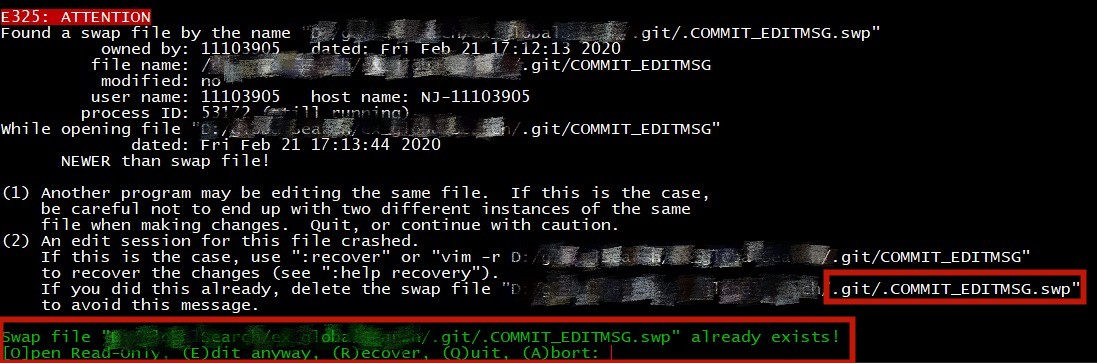 E325: ATTENTION
Found a swap file by the name "D:/ .git/.COMMIT_EDITMSG.swp"
owned by: 11103905 dated: Fri Feb 21 17:12:13 2020
file name: / .git/COMMIT_EDITMSG
modified: no
user name: 11103905 host name: NJ-11103905
process ID: 53172 (still running)
While opening file "D:/ .git/COMMIT_EDITMSG"
dated: Fri Feb 21 17:13:44 2020
NEWER than swap file!
(1) Another program may be editing the same file. If this is the case,
be careful not to end up with two different instances of the same
file when making changes. Quit, or continue with caution.
(2) An edit session for this file crashed.
If this is the case, use ":recover" or "vim -r D: /.git/COMMIT_EDITMSG"
to recover the changes (see ":help recovery").
If you did this already, delete the swap file "D: /.git/.COMMIT_EDITMSG.swp"
to avoid this message.
Swap file " /.git/.COMMIT_EDITMSG.swp" already exists!
[O]pen Read-Only, (E)dit anyway, (R)ecover, (Q)uit, (A)bort: